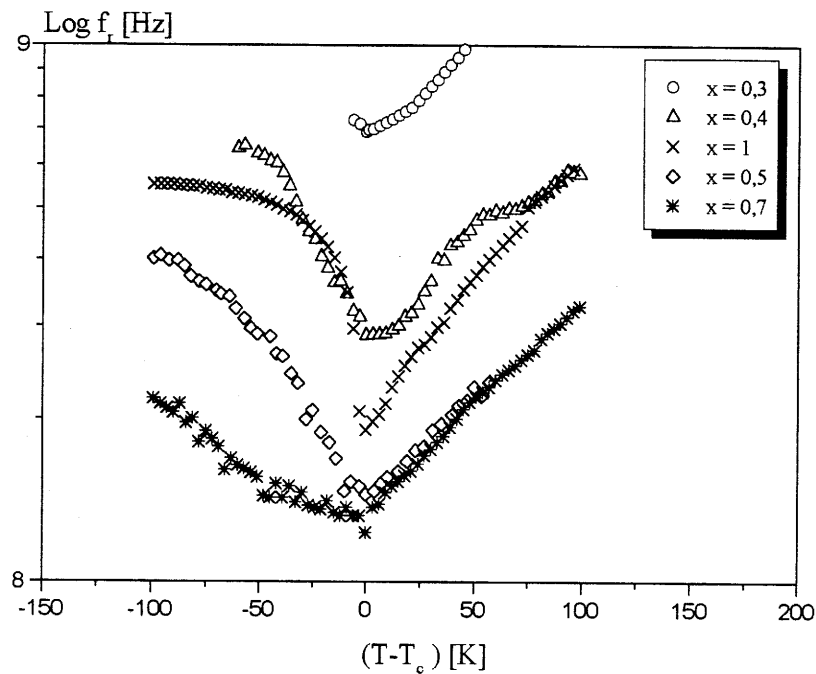 Log f_r [Hz]
9
x = 0,3
x = 0,4
x = 1
x = 0,5
x = 0,7
8
-150 -100 -50 0 50 100 150 200
(T-T_c) [K]